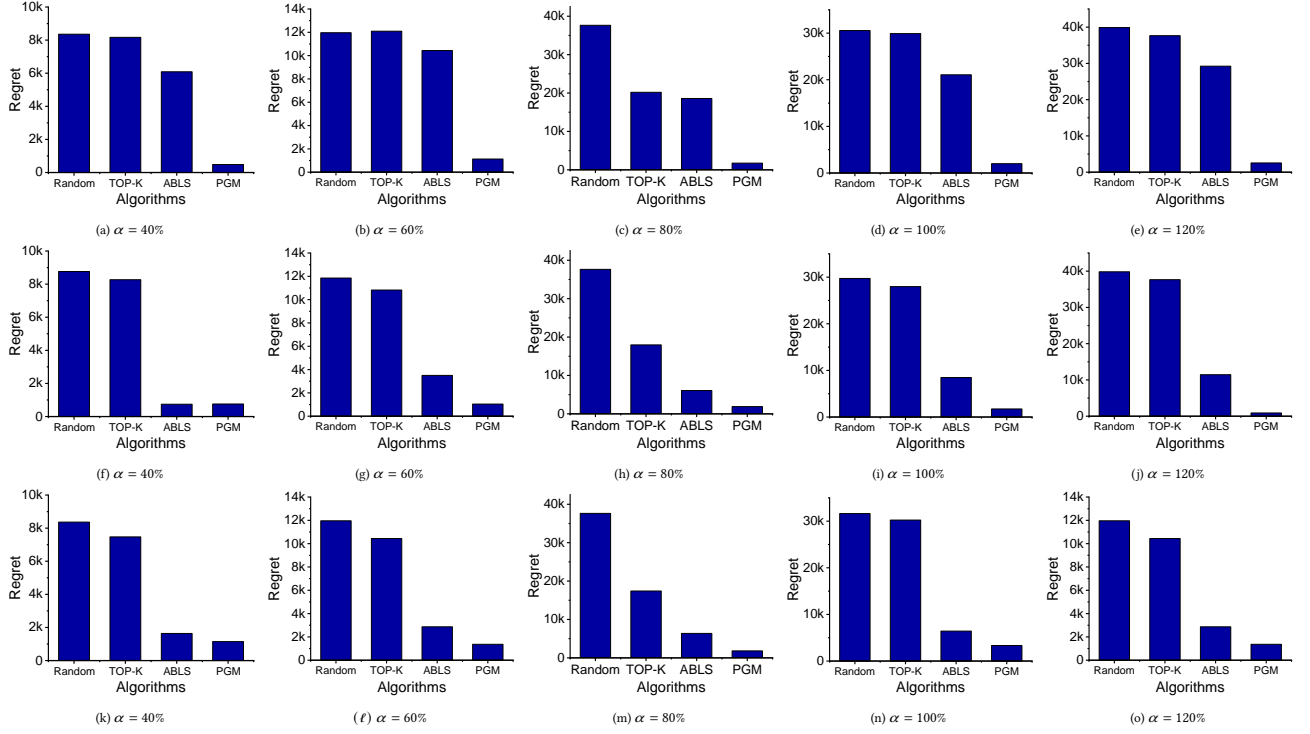 10k
8k
6k
4k
2k
0
Regret
Random TOP-K ABLS PGM
Algorithms
(a) α = 40%
14k
12k
10k
8k
6k
4k
2k
0
Regret
Random TOP-K ABLS PGM
Algorithms
(b) α = 60%
40k
30k
20k
10k
0
Regret
Random TOP-K ABLS PGM
Algorithms
(c) α = 80%
30k
20k
10k
0
Regret
Random TOP-K ABLS PGM
Algorithms
(d) α = 100%
40k
30k
20k
10k
0
Regret
Random TOP-K ABLS PGM
Algorithms
(e) α = 120%
10k
8k
6k
4k
2k
0
Regret
Random TOP-K ABLS PGM
Algorithms
(f) α = 40%
14k
12k
10k
8k
6k
4k
2k
0
Regret
Random TOP-K ABLS PGM
Algorithms
(g) α = 60%
40k
30k
20k
10k
0
Regret
Random TOP-K ABLS PGM
Algorithms
(h) α = 80%
30k
20k
10k
0
Regret
Random TOP-K ABLS PGM
Algorithms
(i) α = 100%
40k
30k
20k
10k
0
Regret
Random TOP-K ABLS PGM
Algorithms
(j) α = 120%
10k
8k
6k
4k
2k
0
Regret
Random TOP-K ABLS PGM
Algorithms
(k) α = 40%
14k
12k
10k
8k
6k
4k
2k
0
Regret
Random TOP-K ABLS PGM
Algorithms
(ℓ) α = 60%
40k
30k
20k
10k
0
Regret
Random TOP-K ABLS PGM
Algorithms
(m) α = 80%
30k
20k
10k
0
Regret
Random TOP-K ABLS PGM
Algorithms
(n) α = 100%
14k
12k
10k
8k
6k
4k
2k
0
Regret
Random TOP-K ABLS PGM
Algorithms
(o) α = 120%